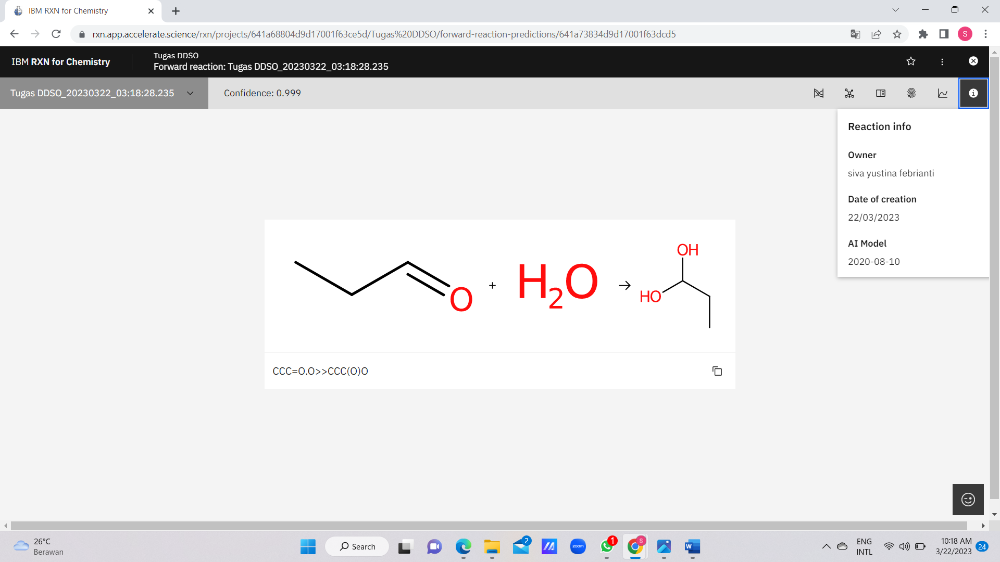 IBM RXN for Chemistry
rxn.app.accelerate.science/rxn/projects/641a68804d9d17001f63ce5d/Tugas%20DDSO/forward-reaction-predictions/641a73834d9d17001f63dcd5
S
IBM RXN for Chemistry
Tugas DDSO
Forward reaction: Tugas DDSO_20230322_03:18:28.235
Tugas DDSO_20230322_03:18:28.235
Confidence: 0.999
Reaction info
Owner
siva yustina febrianti
Date of creation
22/03/2023
AI Model
2020-08-10
O
+
H₂O
→
OH
HO
CCC=O.O>>CCC(O)O
26°C
Berawan
Search
2
zoom
1
S
W
ENG
INTL
10:18 AM
3/22/2023
24